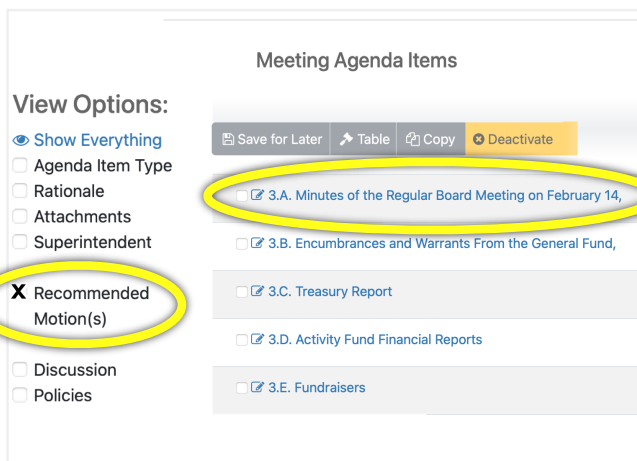 Meeting Agenda Items
View Options:
Show Everything
Agenda Item Type
Rationale
Attachments
Superintendent
X Recommended
Motion(s)
Discussion
Policies
Save for Later Table Copy Deactivate
3.A. Minutes of the Regular Board Meeting on February 14,
3.B. Encumbrances and Warrants From the General Fund,
3.C. Treasury Report
3.D. Activity Fund Financial Reports
3.E. Fundraisers